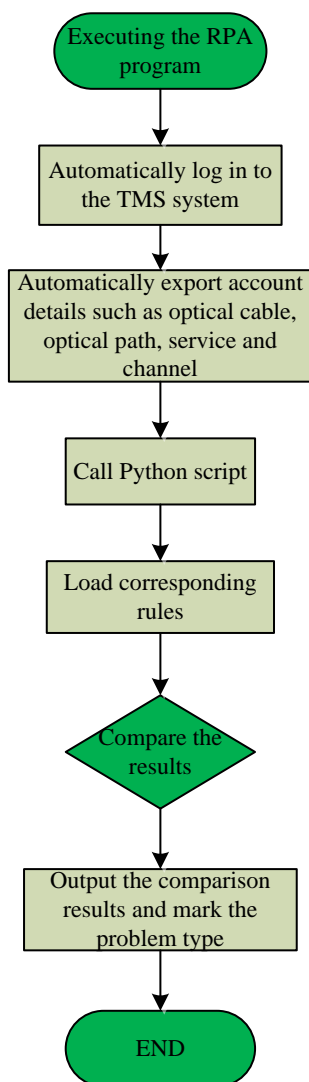 Executing the RPA
program
Automatically log in to
the TMS system
Automatically export account
details such as optical cable,
optical path, service and
channel
Call Python script
Load corresponding
rules
Compare the
results
Output the comparison
results and mark the
problem type
END